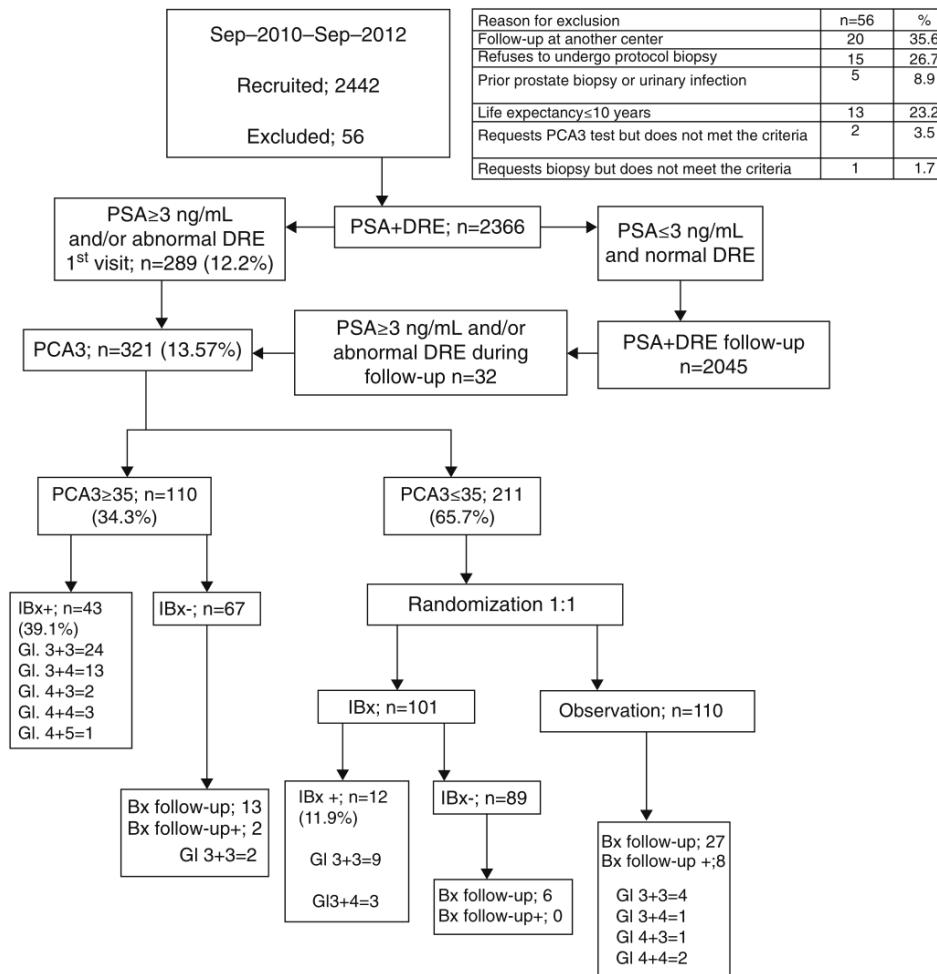 Sep–2010–Sep–2012
Recruited; 2442
Excluded; 56
Reason for exclusion n=56 %
Follow-up at another center 20 35.6
Refuses to undergo protocol biopsy 15 26.7
Prior prostate biopsy or urinary infection 5 8.9
Life expectancy≤10 years 13 23.2
Requests PCA3 test but does not met the criteria 2 3.5
Requests biopsy but does not meet the criteria 1 1.7
PSA≥3 ng/mL
and/or abnormal DRE
1st visit; n=289 (12.2%)
PSA+DRE; n=2366
PSA≤3 ng/mL
and normal DRE
PCA3; n=321 (13.57%)
PSA≥3 ng/mL and/or
abnormal DRE during
follow-up n=32
PSA+DRE follow-up
n=2045
PCA3≥35; n=110
(34.3%)
PCA3≤35; 211
(65.7%)
IBx+; n=43
(39.1%)
Gl. 3+3=24
Gl. 3+4=13
Gl. 4+3=2
Gl. 4+4=3
Gl. 4+5=1
IBx-; n=67
Randomization 1:1
IBx; n=101
Observation; n=110
Bx follow-up; 13
Bx follow-up+; 2
Gl 3+3=2
IBx +; n=12
(11.9%)
Gl 3+3=9
Gl3+4=3
IBx-; n=89
Bx follow-up; 6
Bx follow-up+; 0
Bx follow-up; 27
Bx follow-up +;8
Gl 3+3=4
Gl 3+4=1
Gl 4+3=1
Gl 4+4=2